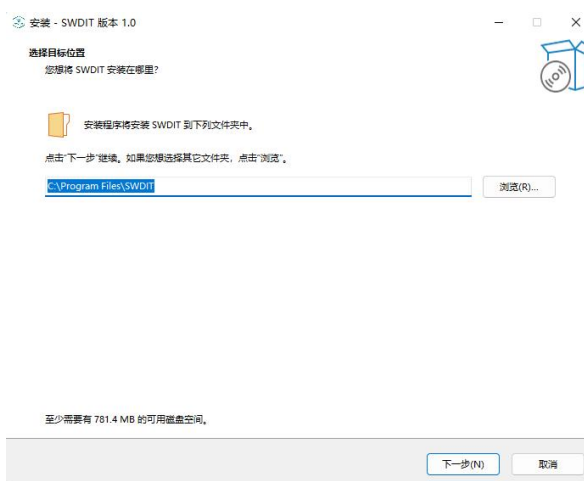 安装 - SWDIT 版本 1.0
选择目标位置
您想将 SWDIT 安装在哪里?
安装程序将安装 SWDIT 到下列文件夹中。
点击“下一步”继续。如果您想选择其它文件夹，点击“浏览”。
C:\Program Files\SWDIT
浏览(R)...
至少需要有 781.4 MB 的可用磁盘空间。
下一步(N)
取消